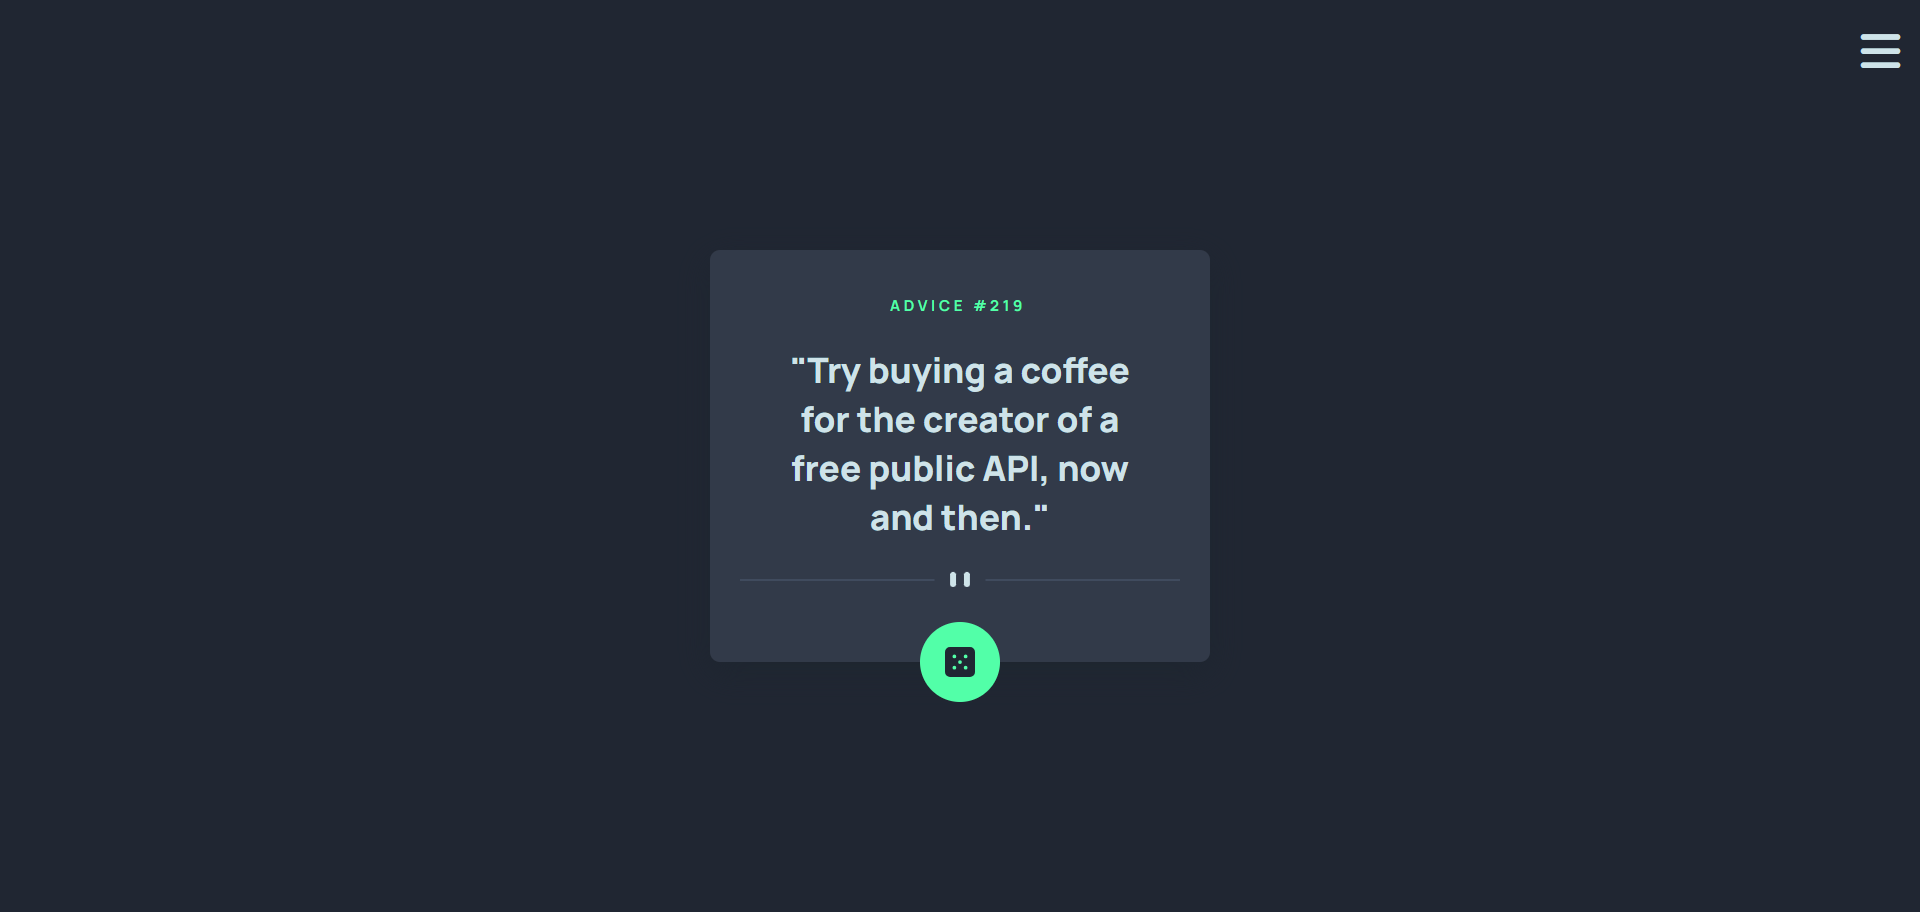 ADVICE #219
"Try buying a coffee
for the creator of a
free public API, now
and then."